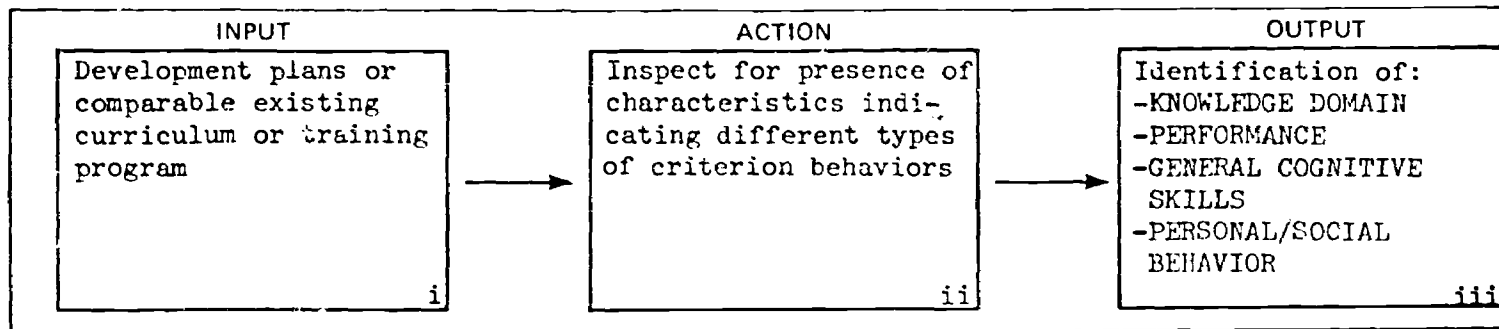 INPUT
Development plans or
comparable existing
curriculum or training
program
i
ACTION
Inspect for presence of
characteristics indi-
cating different types
of criterion behaviors
ii
OUTPUT
Identification of:
-KNOWLEDGE DOMAIN
-PERFORMANCE
-GENERAL COGNITIVE
SKILLS
-PERSONAL/SOCIAL
BEHAVIOR
iii